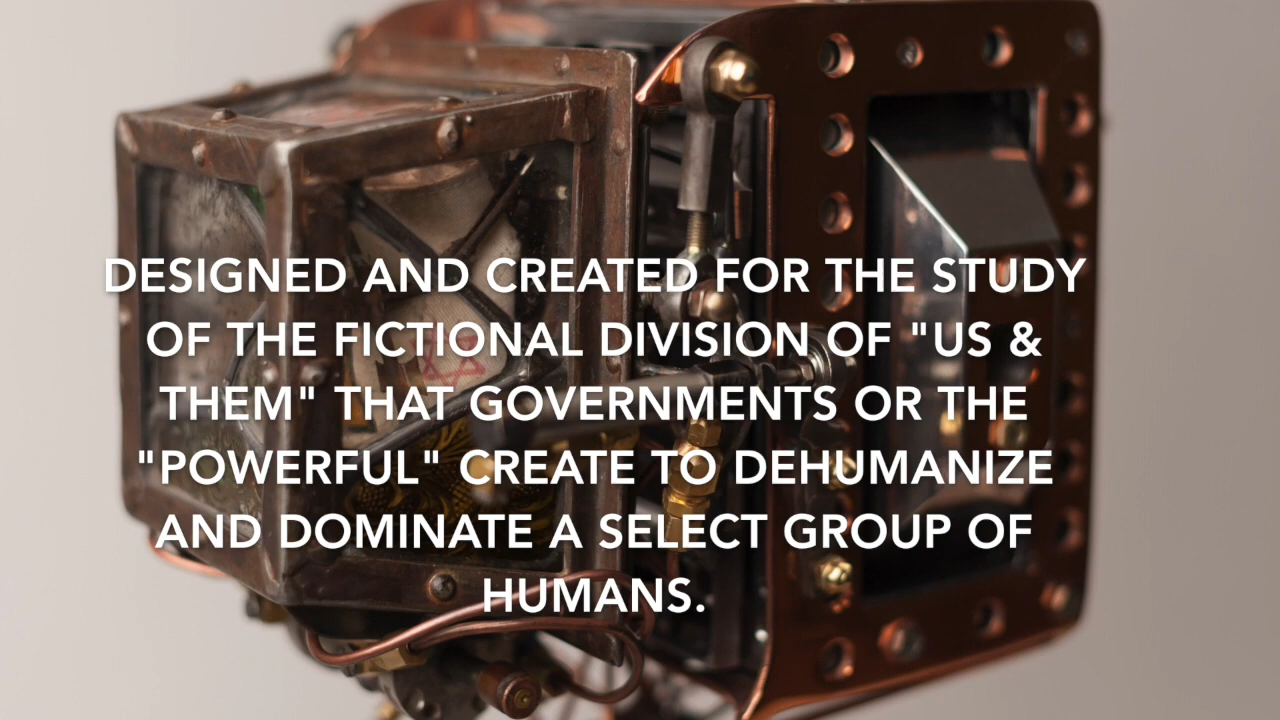 DESIGNED AND CREATED FOR THE STUDY
OF THE FICTIONAL DIVISION OF "US &
THEM" THAT GOVERNMENTS OR THE
"POWERFUL" CREATE TO DEHUMANIZE
AND DOMINATE A SELECT GROUP OF
HUMANS.